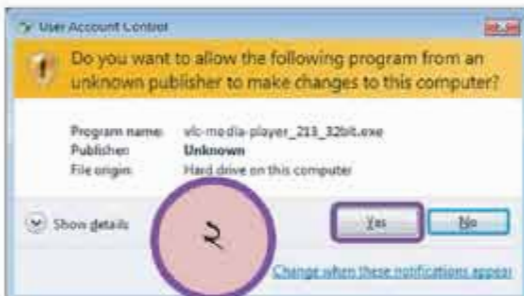 User Account Control
Do you want to allow the following program from an
unknown publisher to make changes to this computer?
Program name: vlc-media-player_213_32bit.exe
Publisher: Unknown
File origin: Hard drive on this computer
Show details
২
Yes
No
Change when these notifications appear